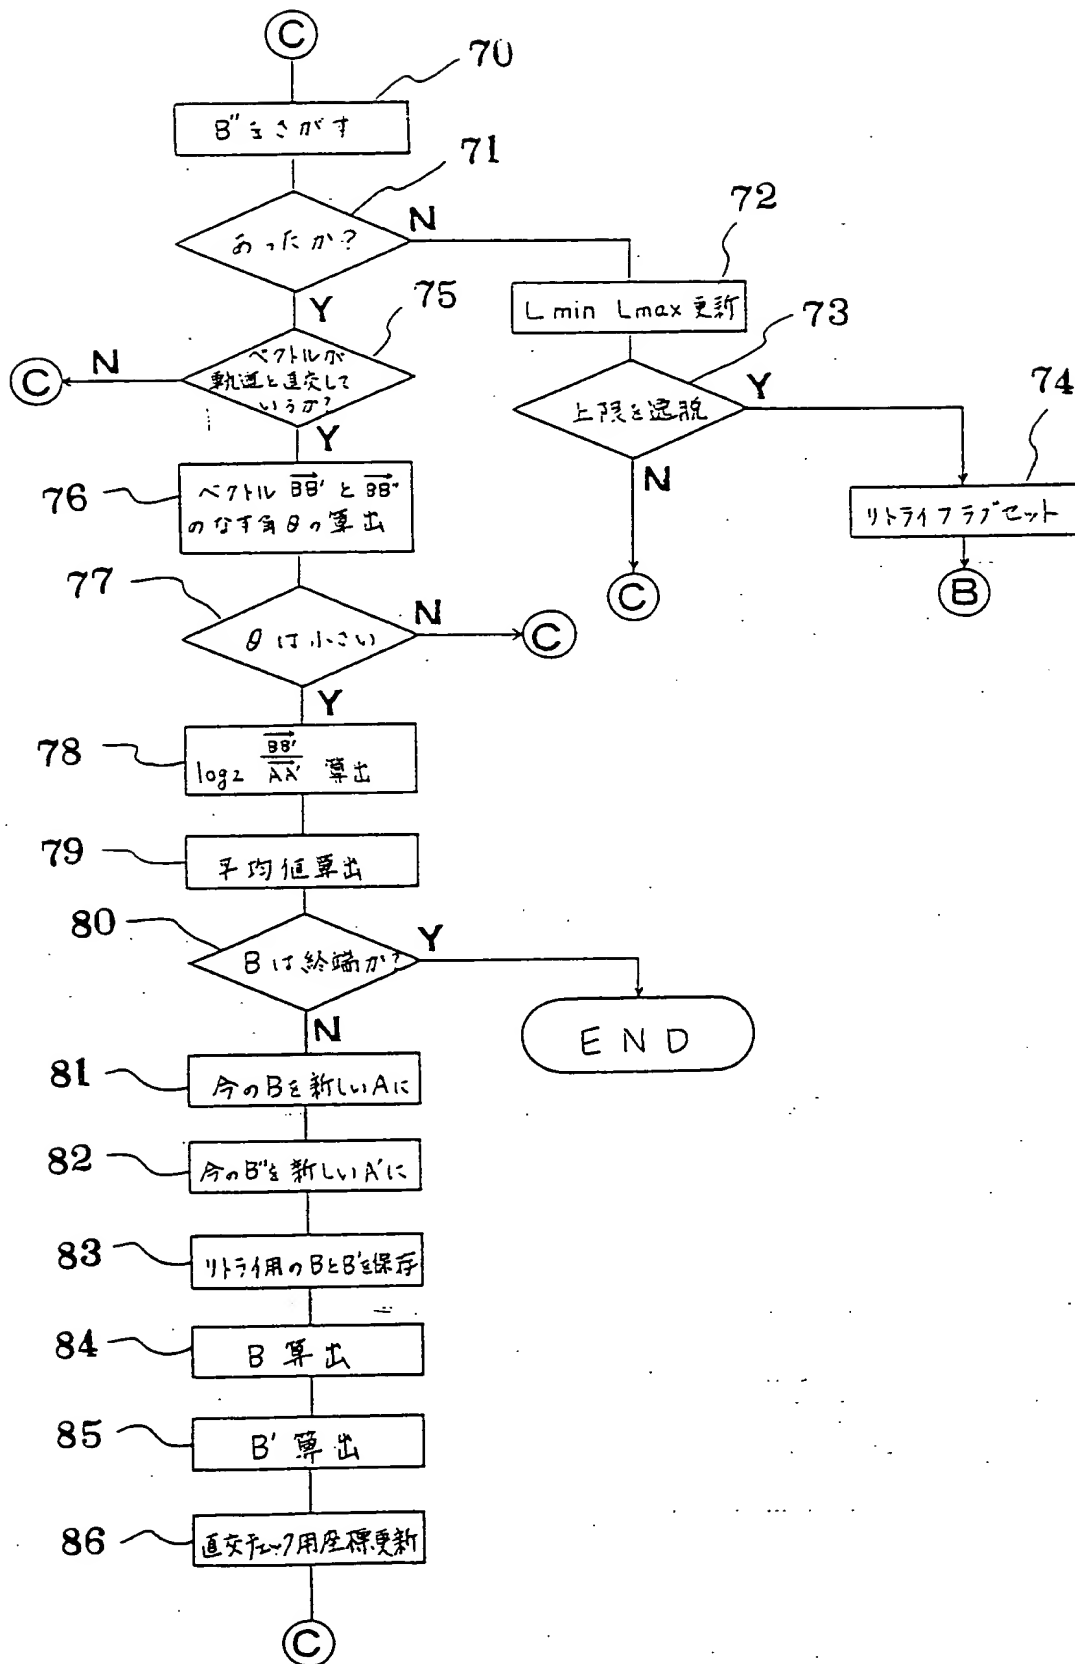 C
70
B"をさがす
71
あったか?
N
72
Y
75
Lmin Lmax 更新
73
ベクトルが
軌道と直交して
いうか?
N
C
Y
上限を逸脱
Y
74
N
76
ベクトル BB' と BB"
のなす角θの算出
リトライフラグセット
77
C
B
θは小さい
N
C
Y
78
BB'
log2 AA' 算出
79
平均値算出
80
Bは終端か?
Y
N
END
81
今のBを新しいAに
82
今のB"を新しいA'に
83
リトライ用のBとB'を保存
84
B 算出
85
B' 算出
86
直交チェック用座標更新
C